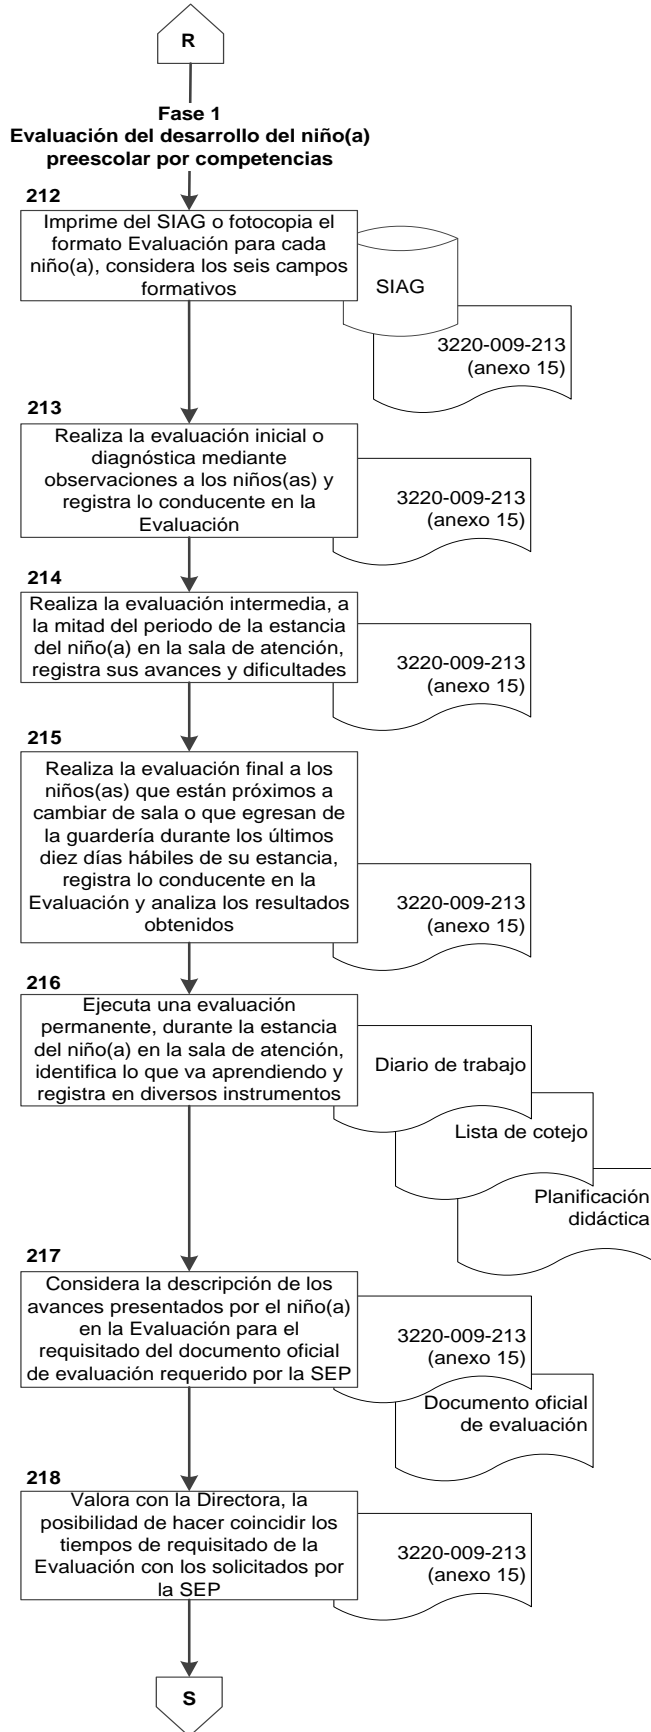 R
Fase 1
Evaluación del desarrollo del niño(a)
preescolar por competencias
212
Imprime del SIAG o fotocopia el
formato Evaluación para cada
niño(a), considera los seis campos
formativos
SIAG
3220-009-213
(anexo 15)
213
Realiza la evaluación inicial o
diagnóstica mediante
observaciones a los niños(as) y
registra lo conducente en la
Evaluación
3220-009-213
(anexo 15)
214
Realiza la evaluación intermedia, a
la mitad del periodo de la estancia
del niño(a) en la sala de atención,
registra sus avances y dificultades
3220-009-213
(anexo 15)
215
Realiza la evaluación final a los
niños(as) que están próximos a
cambiar de sala o que egresan de
la guardería durante los últimos
diez días hábiles de su estancia,
registra lo conducente en la
Evaluación y analiza los resultados
obtenidos
3220-009-213
(anexo 15)
216
Ejecuta una evaluación
permanente, durante la estancia
del niño(a) en la sala de atención,
identifica lo que va aprendiendo y
registra en diversos instrumentos
Diario de trabajo
Lista de cotejo
Planificación
didáctica
217
Considera la descripción de los
avances presentados por el niño(a)
en la Evaluación para el
requisitado del documento oficial
de evaluación requerido por la SEP
3220-009-213
(anexo 15)
Documento oficial
de evaluación
218
Valora con la Directora, la
posibilidad de hacer coincidir los
tiempos de requisitado de la
Evaluación con los solicitados por
la SEP
3220-009-213
(anexo 15)
S